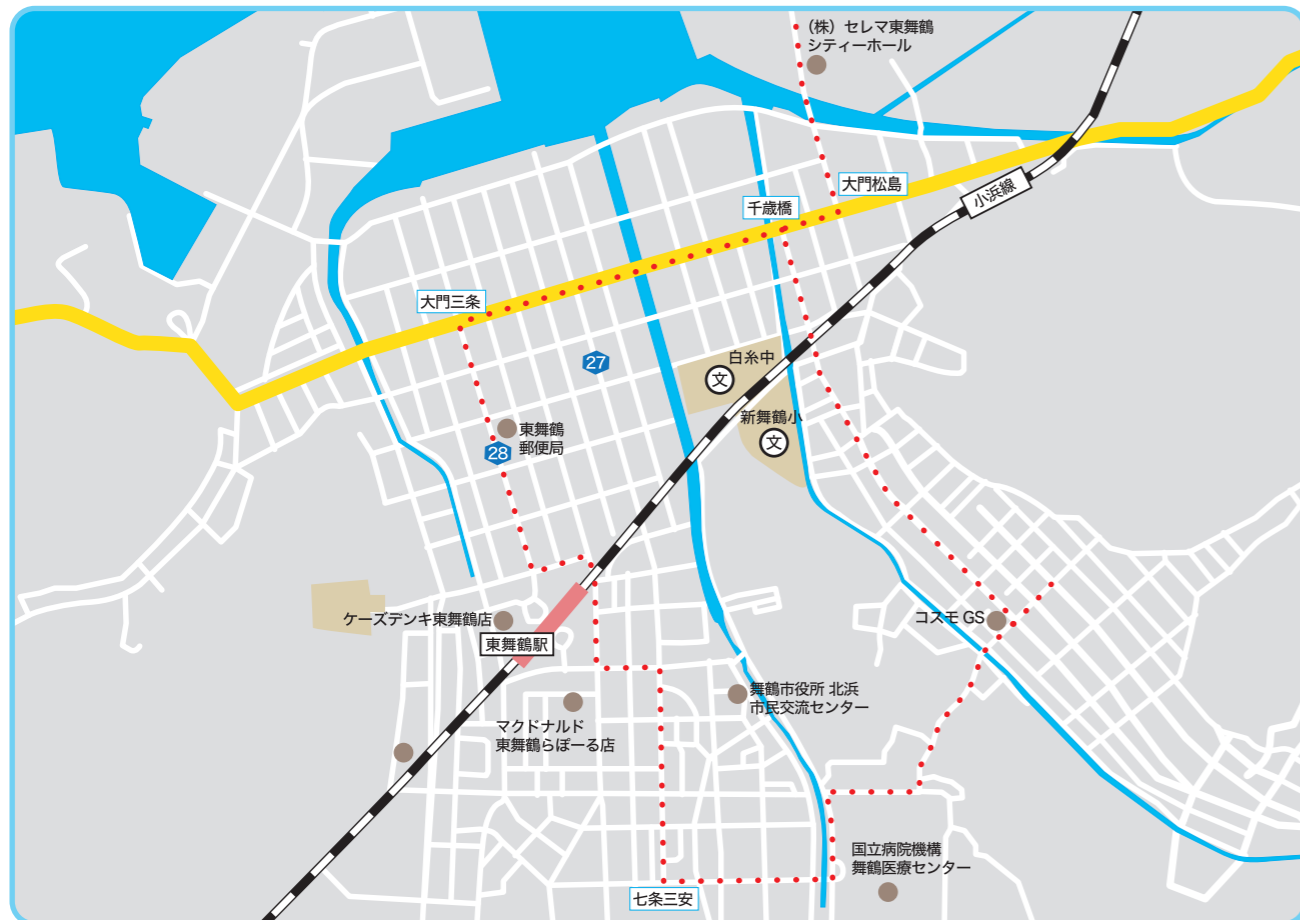 (株)セレマ東舞鶴
シティーホール
大門松島
千歳橋
小浜線
大門三条
27
白糸中
文
新舞鶴小
文
東舞鶴
郵便局
28
ケーズデンキ東舞鶴店
東舞鶴駅
コスモ GS
舞鶴市役所 北浜
市民交流センター
マクドナルド
東舞鶴らぽーる店
国立病院機構
舞鶴医療センター
七条三安